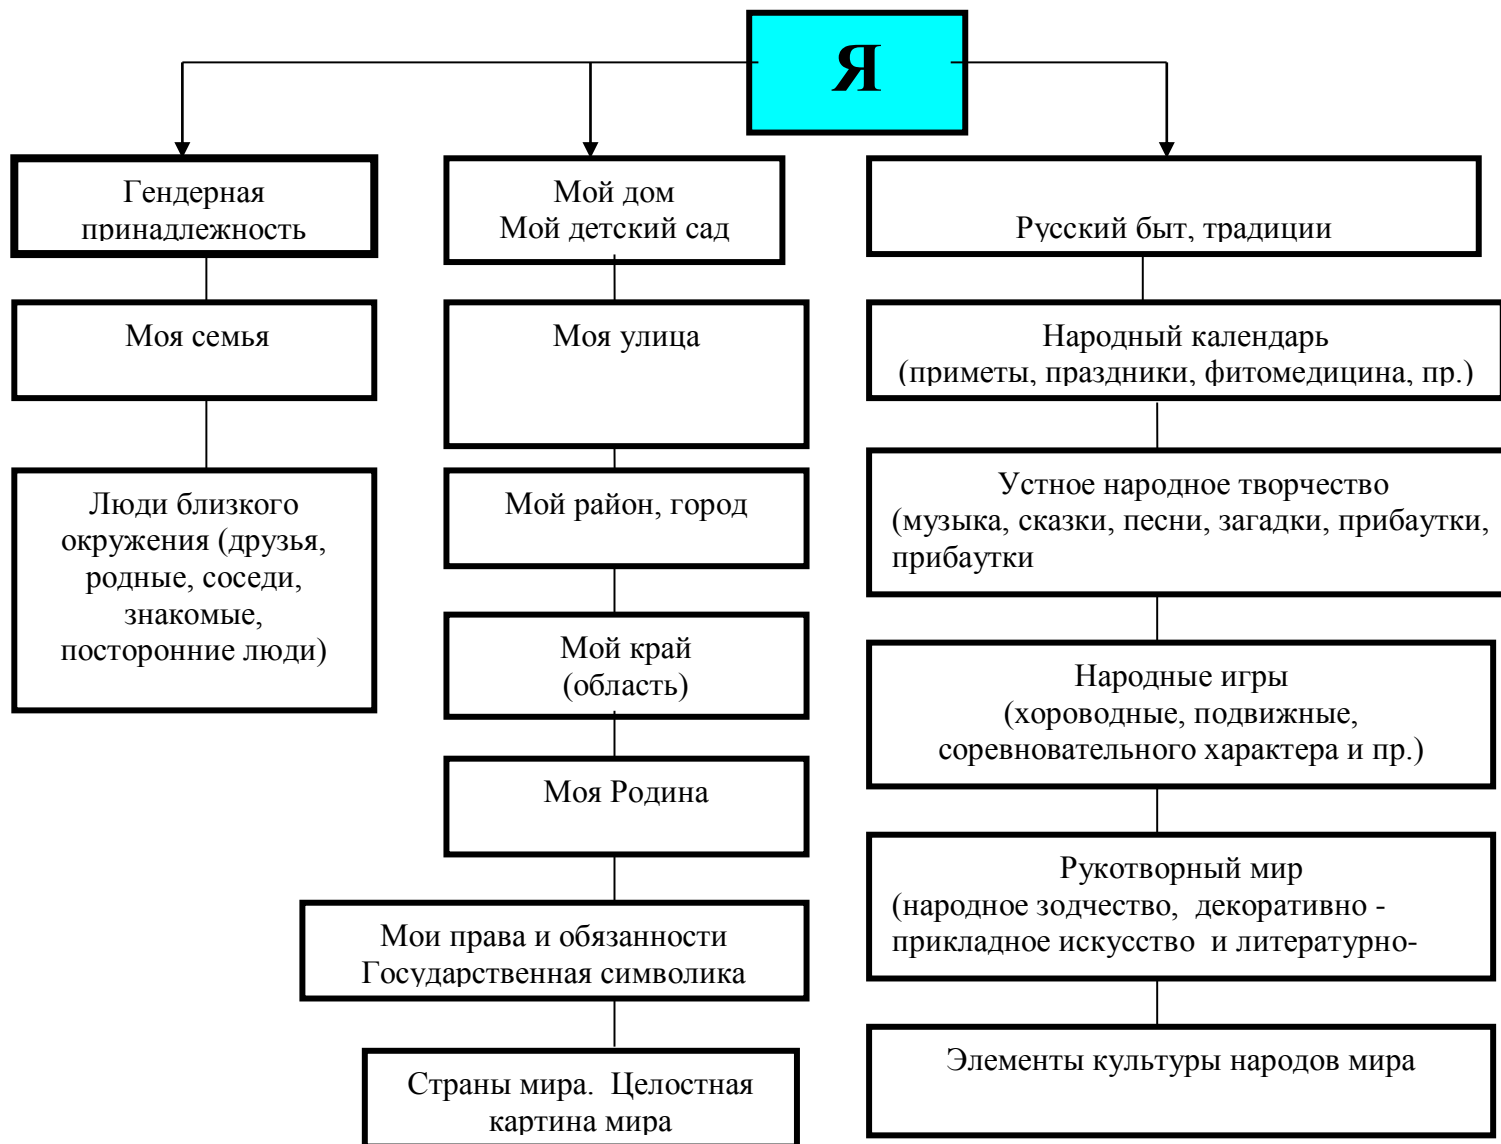 Я
Гендерная
принадлежность
Моя семья
Люди близкого
окружения (друзья,
родные, соседи,
знакомые,
посторонние люди)
Мой дом
Мой детский сад
Моя улица
Мой район, город
Мой край
(область)
Моя Родина
Мои права и обязанности
Государственная символика
Страны мира. Целостная
картина мира
Русский быт, традиции
Народный календарь
(приметы, праздники, фитомедицина, пр.)
Устное народное творчество
(музыка, сказки, песни, загадки, прибаутки,
прибаутки
Народные игры
(хороводные, подвижные,
соревновательного характера и пр.)
Рукотворный мир
(народное зодчество, декоративно -
прикладное искусство и литературно-
Элементы культуры народов мира